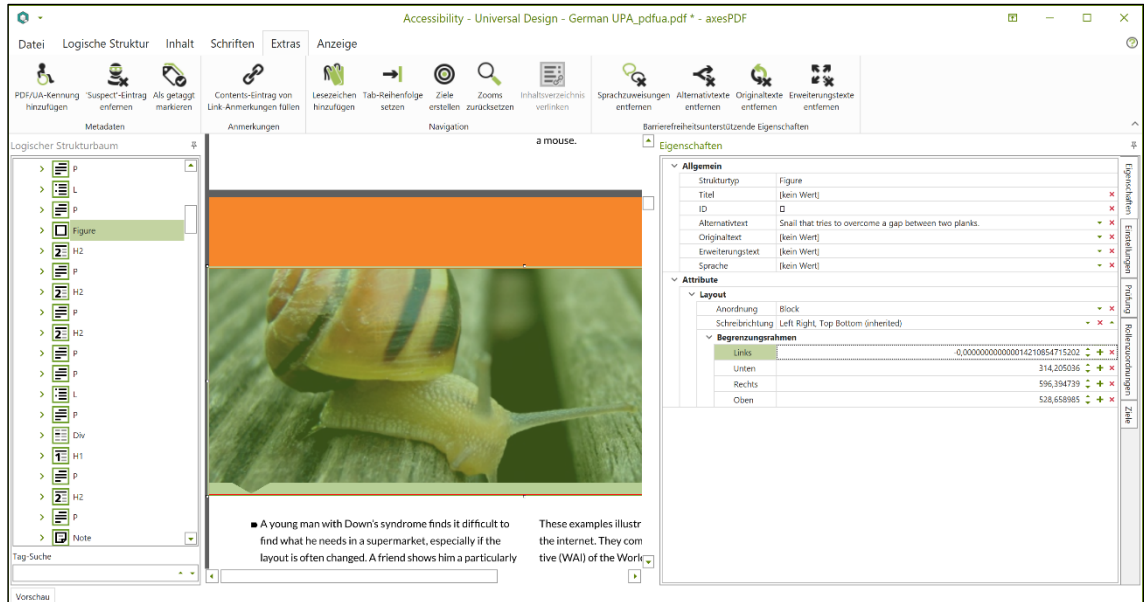 Accessibility - Universal Design - German UPA_pdfua.pdf * - axesPDF
Datei Logische Struktur Inhalt Schriften Extras Anzeige
PDF/UA-Kennung hinzufügen
'Suspect'-Eintrag enfernen
Als getaggt markieren
Contents-Eintrag von Link-Anmerkungen füllen
Lesezeichen hinzufügen
Tab-Reihenfolge setzen
Ziele erstellen
Zooms zurücksetzen
Inhaltsverzeichnis verlinken
Sprachzuweisungen entfernen
Alternativtexte entfernen
Originaltexte entfernen
Erweiterungstexte entfernen
Metadaten
Anmerkungen
Navigation
Barrierefreiheitsunterstützende Eigenschaften
Logischer Strukturbaum
P
L
P
Figure
H2
P
H2
P
H2
P
P
L
P
Div
H1
P
H2
P
Note
Tag-Suche
Vorschau
a mouse.
A young man with Down's syndrome finds it difficult to
find what he needs in a supermarket, especially if the
layout is often changed. A friend shows him a particularly
These examples illustr
the internet. They com
tive (WAI) of the Worl
Eigenschaften
Allgemein
Strukturtyp Figure
Titel [kein Wert]
ID
Alternativtext Snail that tries to overcome a gap between two planks.
Originaltext [kein Wert]
Erweiterungstext [kein Wert]
Sprache [kein Wert]
Attribute
Layout
Anordnung Block
Schreibrichtung Left Right, Top Bottom (inherited)
Begrenzungsrahmen
Links -0,000000000000014210854715202
Unten 314,205036
Rechts 596,394739
Oben 528,658985
Eigenschaften
Einstellungen
Prüfung
Rollenzuordnungen
Ziele